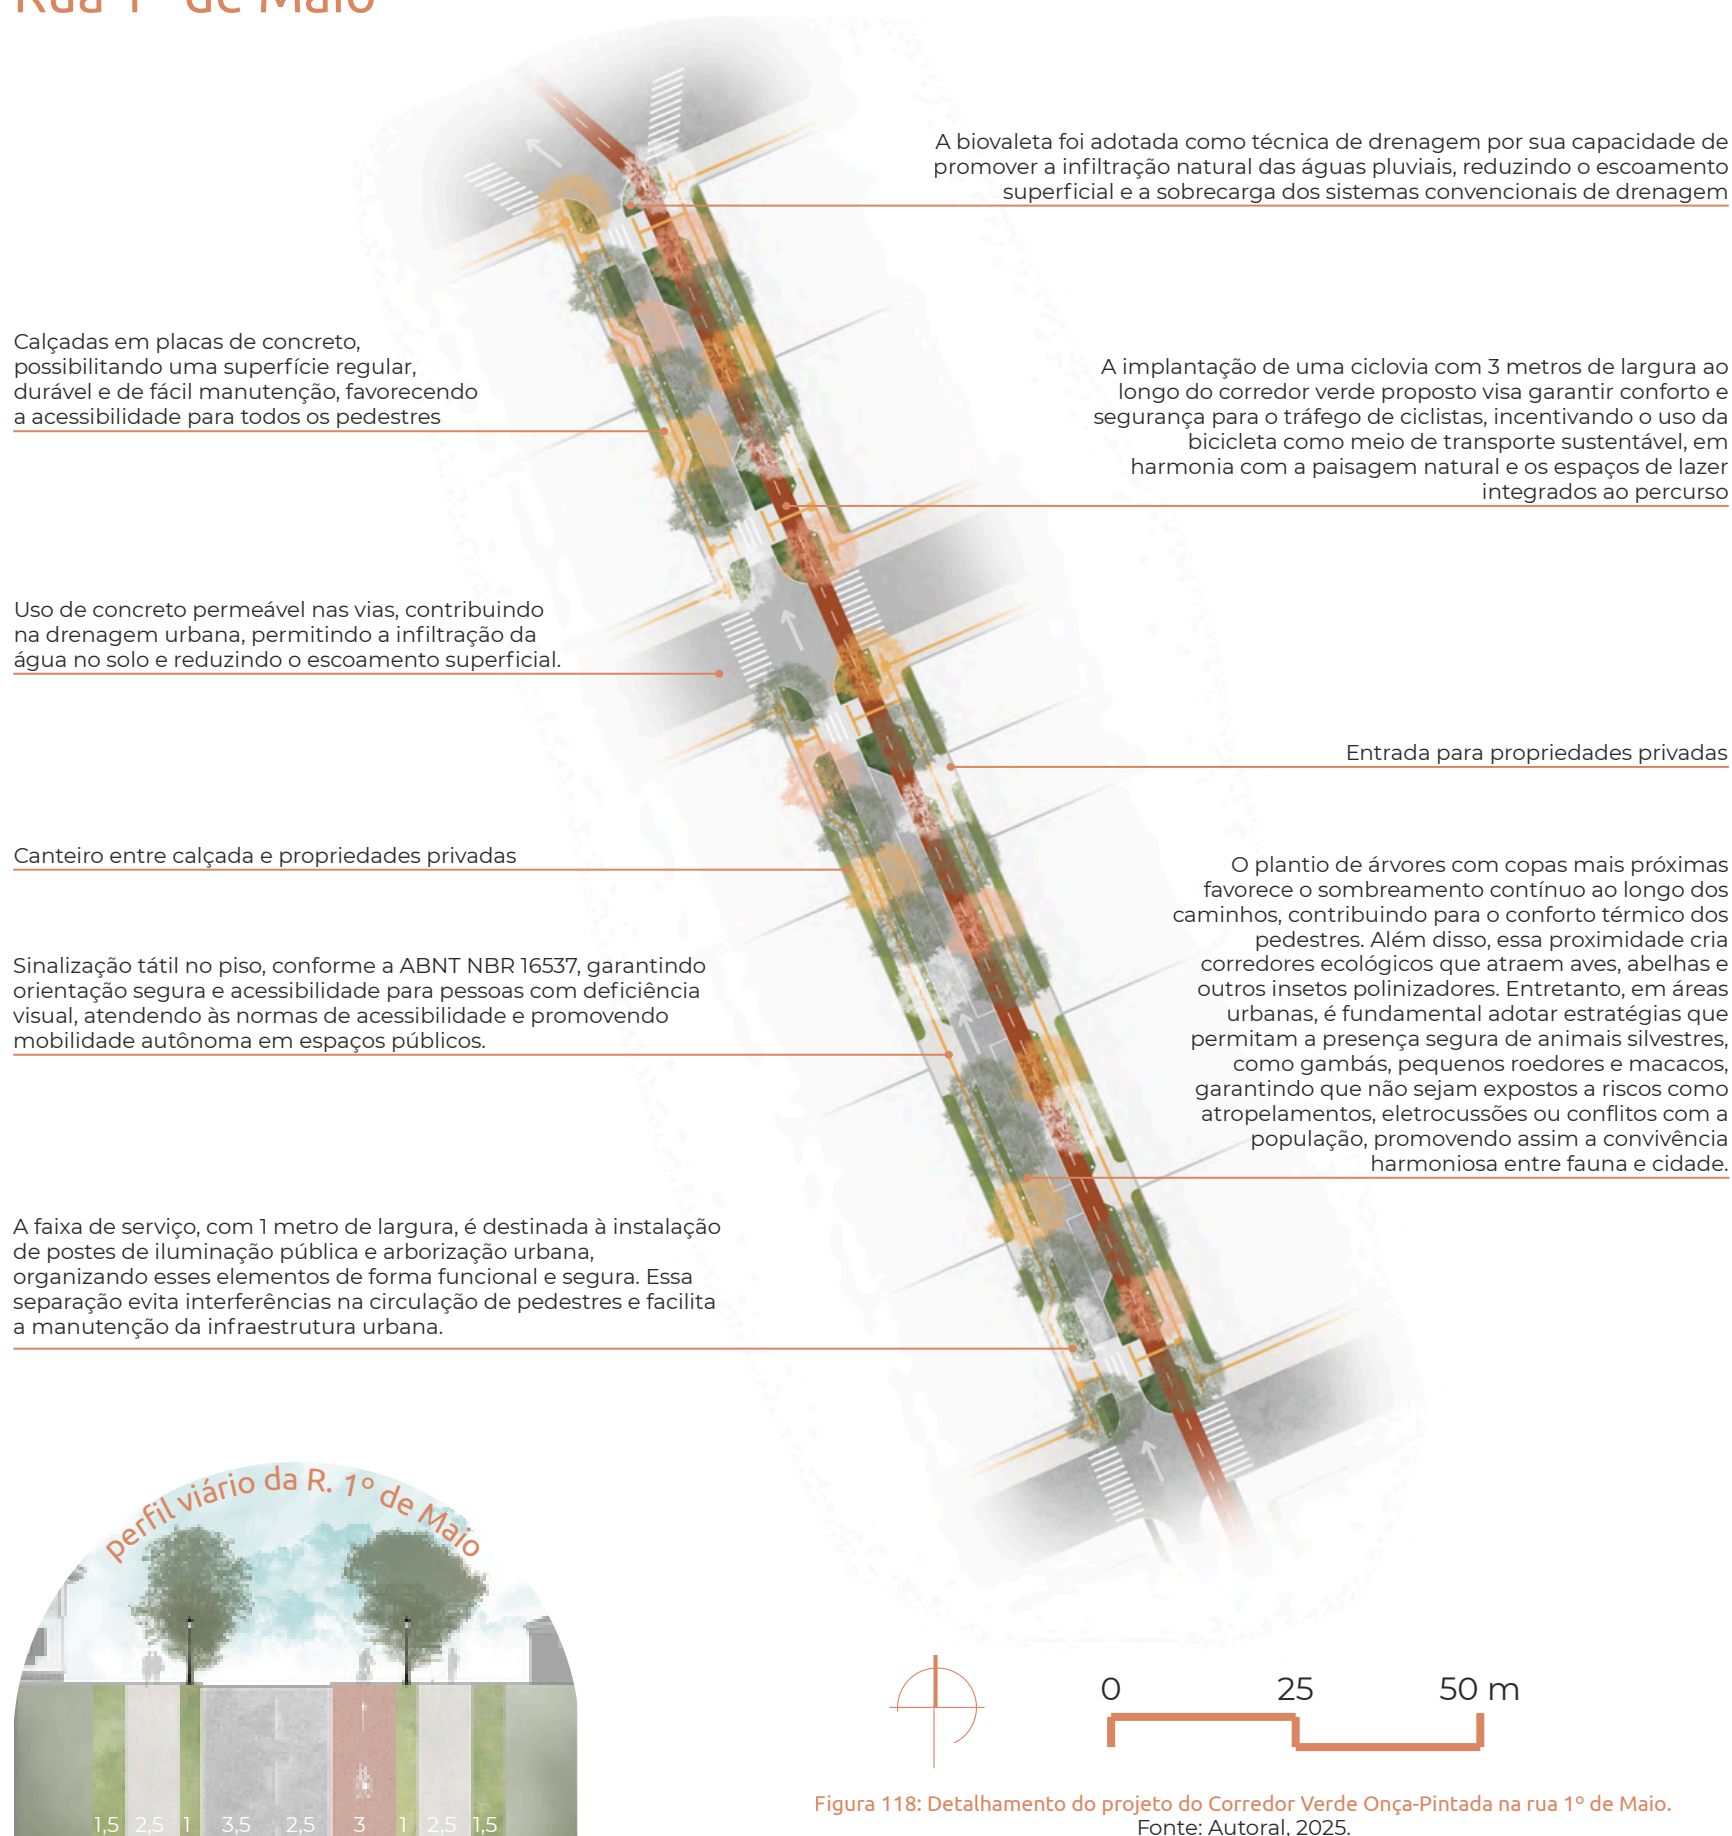 Rua 1º de Maio
A biovaleta foi adotada como técnica de drenagem por sua capacidade de
promover a infiltração natural das águas pluviais, reduzindo o escoamento
superficial e a sobrecarga dos sistemas convencionais de drenagem
Calçadas em placas de concreto,
possibilitando uma superfície regular,
durável e de fácil manutenção, favorecendo
a acessibilidade para todos os pedestres
A implantação de uma ciclovia com 3 metros de largura ao
longo do corredor verde proposto visa garantir conforto e
segurança para o tráfego de ciclistas, incentivando o uso da
bicicleta como meio de transporte sustentável, em
harmonia com a paisagem natural e os espaços de lazer
integrados ao percurso
Uso de concreto permeável nas vias, contribuindo
na drenagem urbana, permitindo a infiltração da
água no solo e reduzindo o escoamento superficial.
Entrada para propriedades privadas
Canteiro entre calçada e propriedades privadas
O plantio de árvores com copas mais próximas
favorece o sombreamento contínuo ao longo dos
caminhos, contribuindo para o conforto térmico dos
pedestres. Além disso, essa proximidade cria
corredores ecológicos que atraem aves, abelhas e
outros insetos polinizadores. Entretanto, em áreas
urbanas, é fundamental adotar estratégias que
permitam a presença segura de animais silvestres,
como gambás, pequenos roedores e macacos,
garantindo que não sejam expostos a riscos como
atropelamentos, eletrocussões ou conflitos com a
população, promovendo assim a convivência
harmoniosa entre fauna e cidade.
Sinalização tátil no piso, conforme a ABNT NBR 16537, garantindo
orientação segura e acessibilidade para pessoas com deficiência
visual, atendendo às normas de acessibilidade e promovendo
mobilidade autônoma em espaços públicos.
A faixa de serviço, com 1 metro de largura, é destinada à instalação
de postes de iluminação pública e arborização urbana,
organizando esses elementos de forma funcional e segura. Essa
separação evita interferências na circulação de pedestres e facilita
a manutenção da infraestrutura urbana.
perfil viário da R. 1º de Maio
1,5 2,5 1 3,5 2,5 3 1 2,5 1,5
0 25 50 m
Figura 118: Detalhamento do projeto do Corredor Verde Onça-Pintada na rua 1º de Maio.
Fonte: Autoral, 2025.